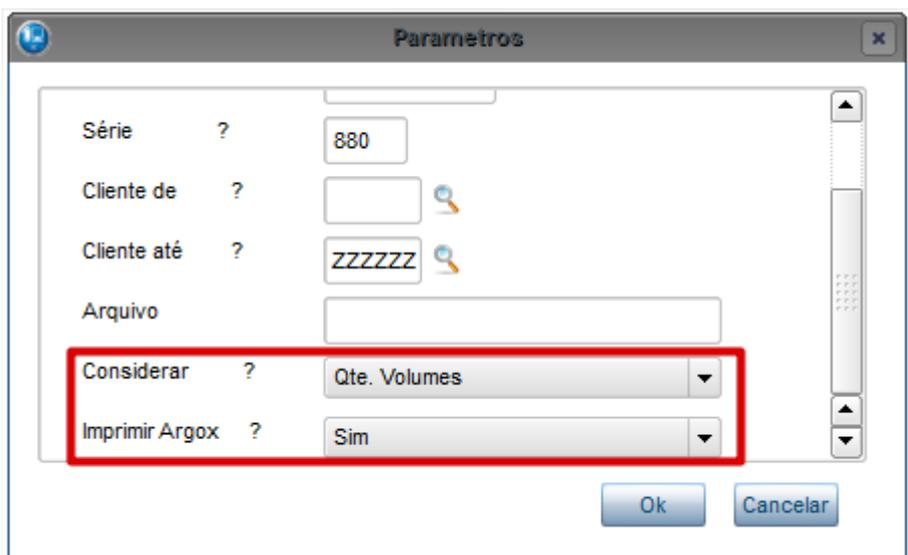 Parametros
Série ? 880
Cliente de ?
Cliente até ? ZZZZZZ
Arquivo
Considerar ? Qte. Volumes
Imprimir Argox ? Sim
Ok Cancelar